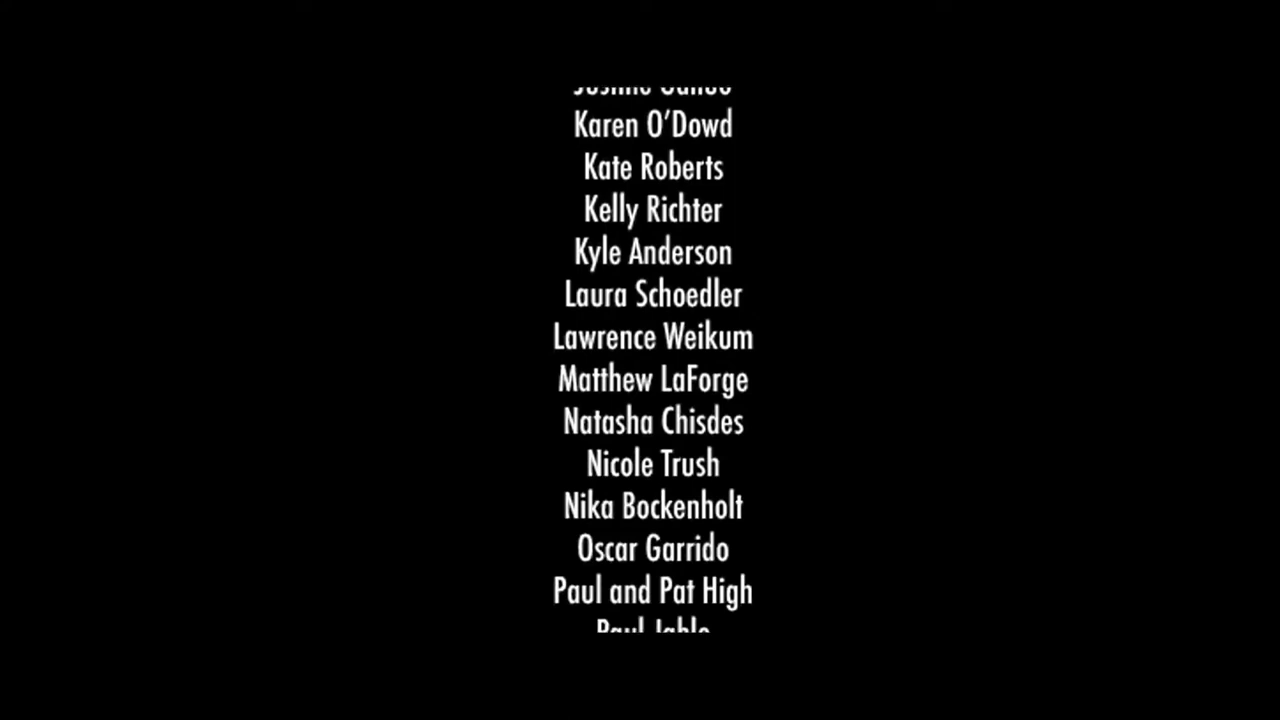 Karen O’Dowd
Kate Roberts
Kelly Richter
Kyle Anderson
Laura Schoedler
Lawrence Weikum
Matthew LaForge
Natasha Chisdes
Nicole Trush
Nika Bockenholt
Oscar Garrido
Paul and Pat High
Paul